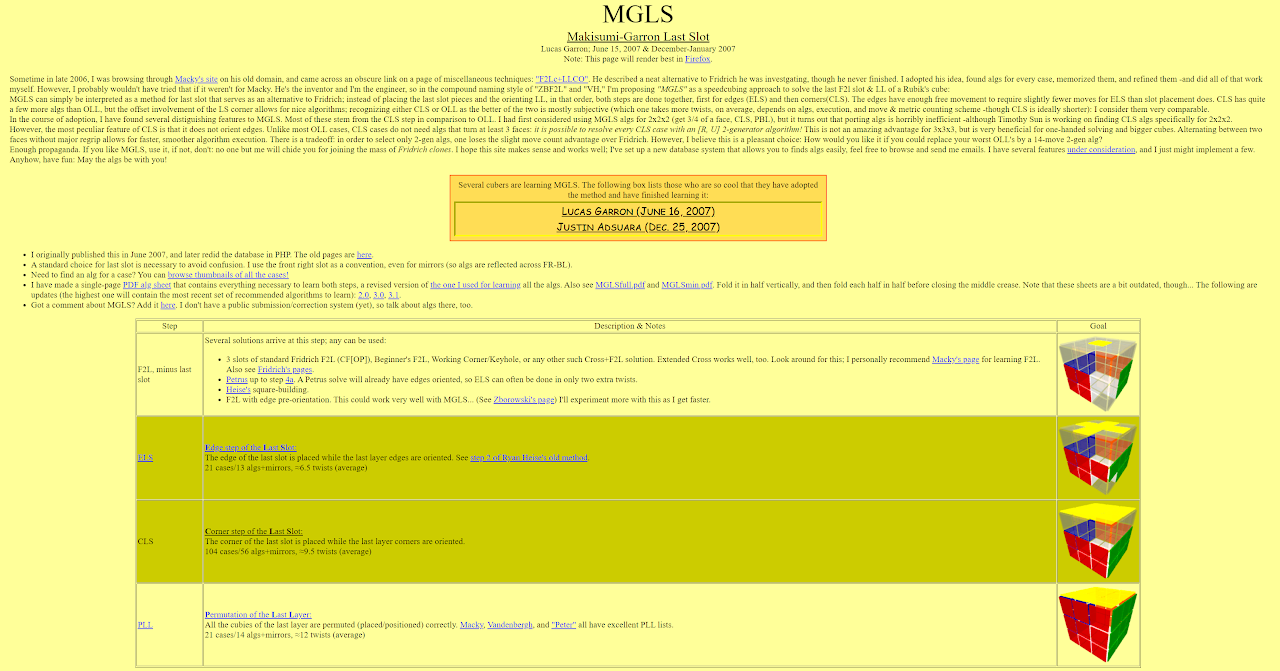 MGLS
Makisumi-Garron Last Slot
Lucas Garron; June 15, 2007 & December-January 2007
Note: This page will render best in Firefox.
Sometime in late 2006, I was browsing through Macky's site on his old domain, and came across an obscure link on a page of miscellaneous techniques: "F2Lc+LLCO". He described a neat alternative to Fridrich he was investgating, though he never finished. I adopted his idea, found algs for every case, memorized them, and refined them -and did all of that work
myself. However, I probably wouldn't have tried that if it weren't for Macky. He's the inventor and I'm the engineer, so in the compound naming style of "ZBF2L" and "VH," I'm proposing "MGLS" as a speedcubing approach to solve the last F2l slot & LL of a Rubik's cube:
MGLS can simply be interpreted as a method for last slot that serves as an alternative to Fridrich; instead of placing the last slot pieces and the orienting LL, in that order, both steps are done together, first for edges (ELS) and then corners(CLS). The edges have enough free movement to require slightly fewer moves for ELS than slot placement does. CLS has quite
a few more algs than OLL, but the offset involvement of the LS corner allows for nice algorithms; recognizing either CLS or OLL as the better of the two is mostly subjective (which one takes more twists, on average, depends on algs, execution, and move & metric counting scheme -though CLS is ideally shorter): I consider them very comparable.
In the course of adoption, I have found several distiguishing features to MGLS. Most of these stem from the CLS step in comparison to OLL. I had first considered using MGLS algs for 2x2x2 (get 3/4 of a face, CLS, PBL), but it turns out that porting algs is horribly inefficient -although Timothy Sun is working on finding CLS algs specifically for 2x2x2.
However, the most peculiar feature of CLS is that it does not orient edges. Unlike most OLL cases, CLS cases do not need algs that turn at least 3 faces: it is possible to resolve every CLS case with an [R, U] 2-generator algorithm! This is not an amazing advantage for 3x3x3, but is very beneficial for one-handed solving and bigger cubes. Alternating between two
faces without major regrip allows for faster, smoother algorithm execution. There is a tradeoff: in order to select only 2-gen algs, one loses the slight move count advantage over Fridrich. However, I believe this is a pleasant choice: How would you like it if you could replace your worst OLL's by a 14-move 2-gen alg?
Enough propaganda. If you like MGLS, use it, if not, don't: no one but me will chide you for joining the mass of Fridrich clones. I hope this site makes sense and works well; I've set up a new database system that allows you to finds algs easily, feel free to browse and send me emails. I have several features under consideration, and I just might implement a few.
Anyhow, have fun: May the algs be with you!
Several cubers are learning MGLS. The following box lists those who are so cool that they have adopted
the method and have finished learning it:
Lucas Garron (June 16, 2007)
Justin Adsuara (Dec. 25, 2007)
• I originally published this in June 2007, and later redid the database in PHP. The old pages are here.
• A standard choice for last slot is necessary to avoid confusion. I use the front right slot as a convention, even for mirrors (so algs are reflected across FR-BL).
• Need to find an alg for a case? You can browse thumbnails of all the cases!
• I have made a single-page PDF alg sheet that contains everything necessary to learn both steps, a revised version of the one I used for learning all the algs. Also see MGLSfull.pdf and MGLSmin.pdf. Fold it in half vertically, and then fold each half in half before closing the middle crease. Note that these sheets are a bit outdated, though... The following are
updates (the highest one will contain the most recent set of recommended algorithms to learn): 2.0, 3.0, 3.1.
• Got a comment about MGLS? Add it here. I don't have a public submission/correction system (yet), so talk about algs there, too.
Step Description & Notes Goal
F2L, minus last
slot
Several solutions arrive at this step; any can be used:
• 3 slots of standard Fridrich F2L (CF[OP]), Beginner's F2L, Working Corner/Keyhole, or any other such Cross+F2L solution. Extended Cross works well, too. Look around for this; I personally recommend Macky's page for learning F2L.
Also see Fridrich's pages.
• Petrus up to step 4a. A Petrus solve will already have edges oriented, so ELS can often be done in only two extra twists.
• Heise's square-building.
• F2L with edge pre-orientation. This could work very well with MGLS... (See Zborowski's page) I'll experiment more with this as I get faster.
ELS
Edge step of the Last Slot:
The edge of the last slot is placed while the last layer edges are oriented. See step 2 of Ryan Heise's old method.
21 cases/13 algs+mirrors, ≈6.5 twists (average)
CLS
Corner step of the Last Slot:
The corner of the last slot is placed while the last layer corners are oriented.
104 cases/56 algs+mirrors, ≈9.5 twists (average)
PLL
Permutation of the Last Layer:
All the cubies of the last layer are permuted (placed/positioned) correctly. Macky, Vandenbergh, and "Peter" all have excellent PLL lists.
21 cases/14 algs+mirrors, ≈12 twists (average)